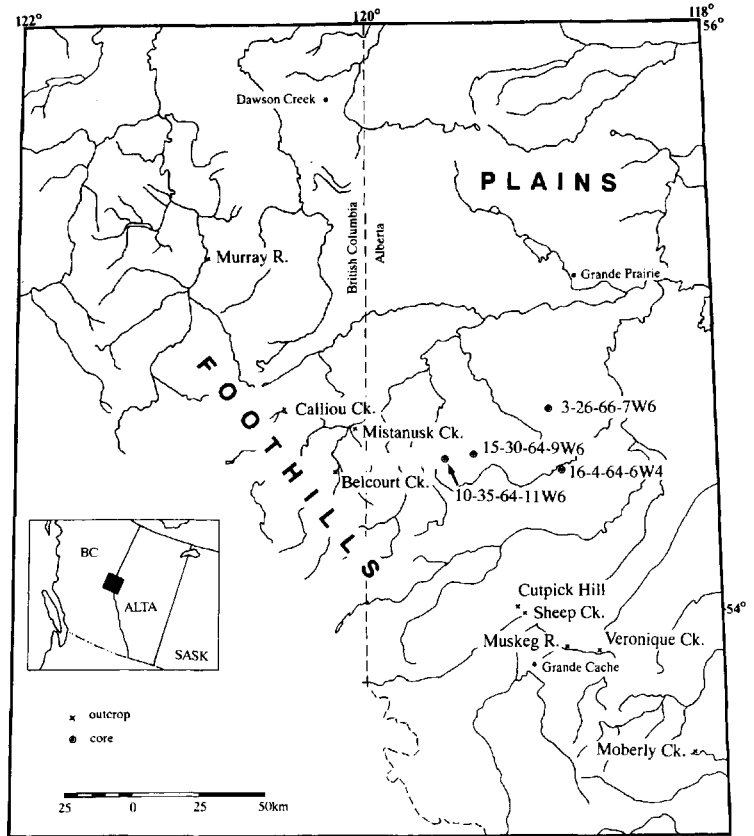 122°
120°
118°
56°
Dawson Creek
PLAINS
British Columbia
Alberta
Murray R.
Grande Prairie
FOOTHILLS
Calliou Ck.
3-26-66-7W6
Mistanusk Ck.
15-30-64-9W6
16-4-64-6W4
Belcourt Ck.
10-35-64-11W6
BC
ALTA
SASK
54°
Cutpick Hill
Sheep Ck.
Muskeg R.
Veronique Ck.
Grande Cache
outcrop
core
Moberly Ck.
25 0 25 50km